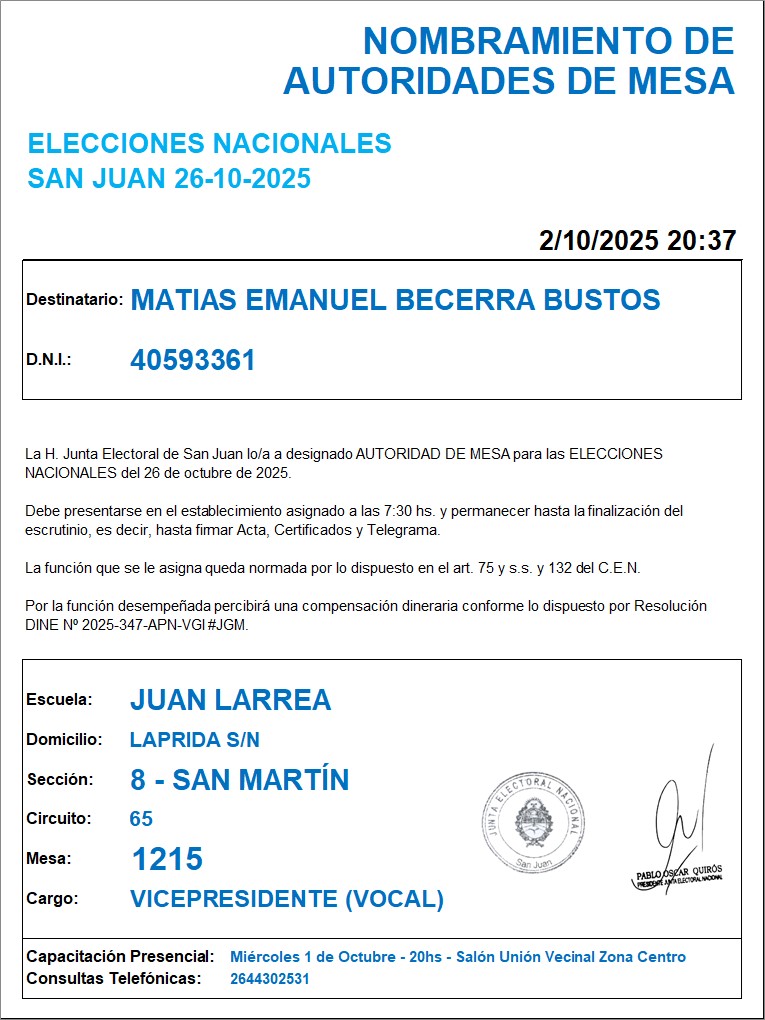 NOMBRAMIENTO DE
AUTORIDADES DE MESA
ELECCIONES NACIONALES
SAN JUAN 26-10-2025
2/10/2025 20:37
Destinatario: MATIAS EMANUEL BECERRA BUSTOS
D.N.I.: 40593361
La H. Junta Electoral de San Juan lo/a a designado AUTORIDAD DE MESA para las ELECCIONES
NACIONALES del 26 de octubre de 2025.
Debe presentarse en el establecimiento asignado a las 7:30 hs. y permanecer hasta la finalización del
escrutinio, es decir, hasta firmar Acta, Certificados y Telegrama.
La función que se le asigna queda normada por lo dispuesto en el art. 75 y s.s. y 132 del C.E.N.
Por la función desempeñada percibirá una compensación dineraria conforme lo dispuesto por Resolución
DINE Nº 2025-347-APN-VGI#JGM.
Escuela: JUAN LARREA
Domicilio: LAPRIDA S/N
Sección: 8 - SAN MARTÍN
Circuito: 65
Mesa: 1215
Cargo: VICEPRESIDENTE (VOCAL)
JUNTA ELECTORAL NACIONAL
San Juan
PABLO OSCAR QUIRÓS
PRESIDENTE JUNTA ELECTORAL NACIONAL
Capacitación Presencial: Miércoles 1 de Octubre - 20hs - Salón Unión Vecinal Zona Centro
Consultas Telefónicas: 2644302531